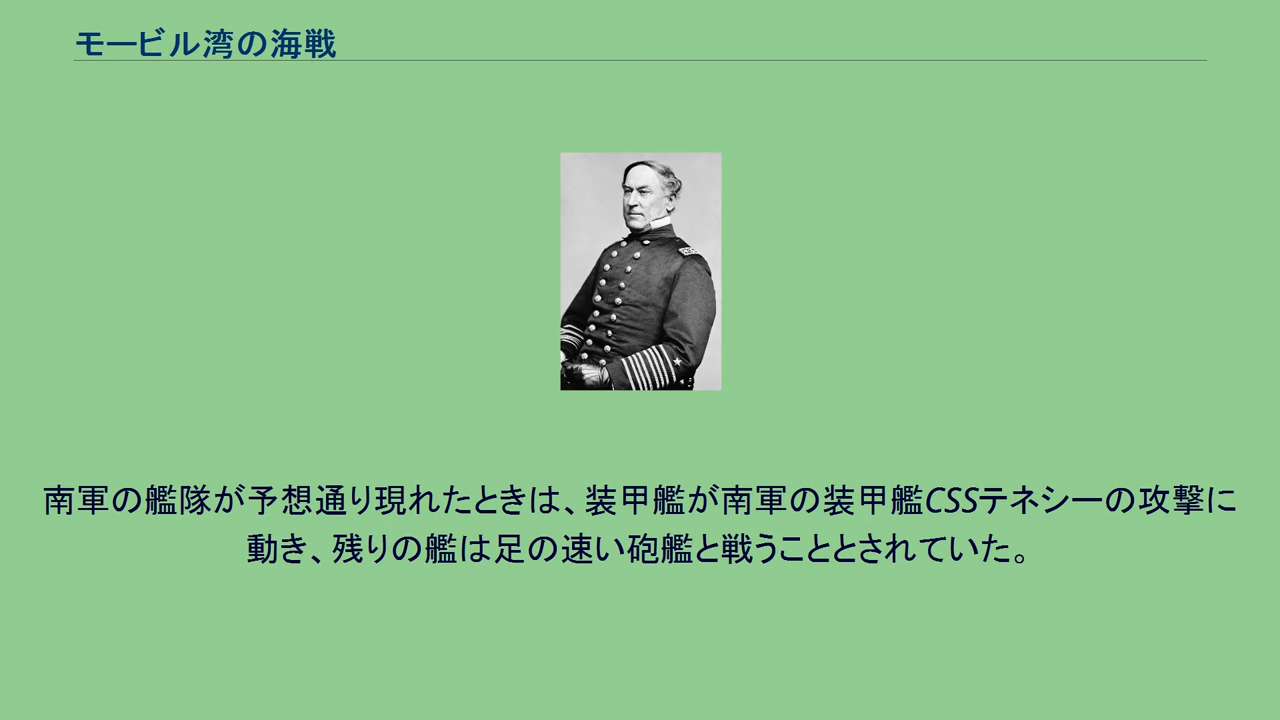 モービル湾の海戦
南軍の艦隊が予想通り現れたときは、装甲艦が南軍の装甲艦CSSテネシーの攻撃に
動き、残りの艦は足の速い砲艦と戦うこととされていた。